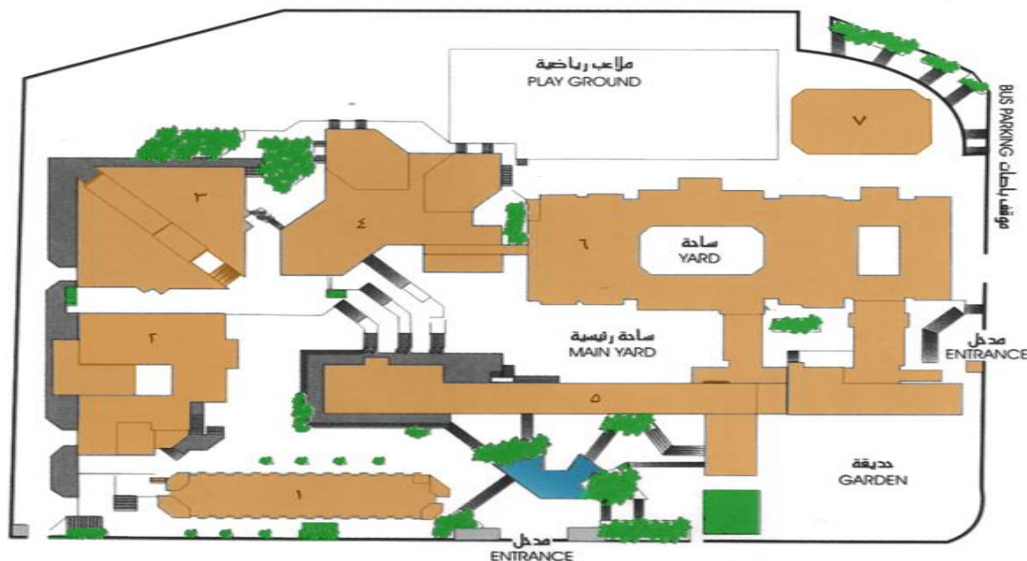 ملاعب رياضية
PLAY GROUND
موقف باصات BUS PARKING
٧
٣
٤
٦
ساحة
YARD
٢
ساحة رئيسية
MAIN YARD
مدخل
ENTRANCE
٥
حديقة
GARDEN
١
مدخل
ENTRANCE